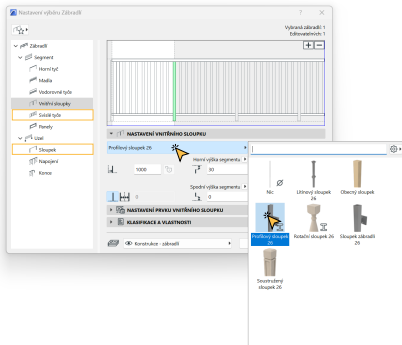 Nastavení výběru Zábradlí
Vybraná zábradlí: 1
Editovatelných: 1
Zábradlí
Segment
Horní tyč
Madla
Vodorovné tyče
Vnitřní sloupky
Svislé tyče
Panely
Uzel
Sloupek
Napojení
Konce
NASTAVENÍ VNITŘNÍHO SLOUPKU
Profilový sloupek 26
Horní výška segmentu
1000
30
Spodní výška segmentu
0
0
NASTAVENÍ PRVKU VNITŘNÍHO SLOUPKU
KLASIFIKACE A VLASTNOSTI
Konstrukce - zábradlí
Nic
Litinový sloupek
26
Obecný sloupek
Profilový sloupek
26
Rotační sloupek 26
Sloupek zábradlí
26
Soustružený
sloupek 26